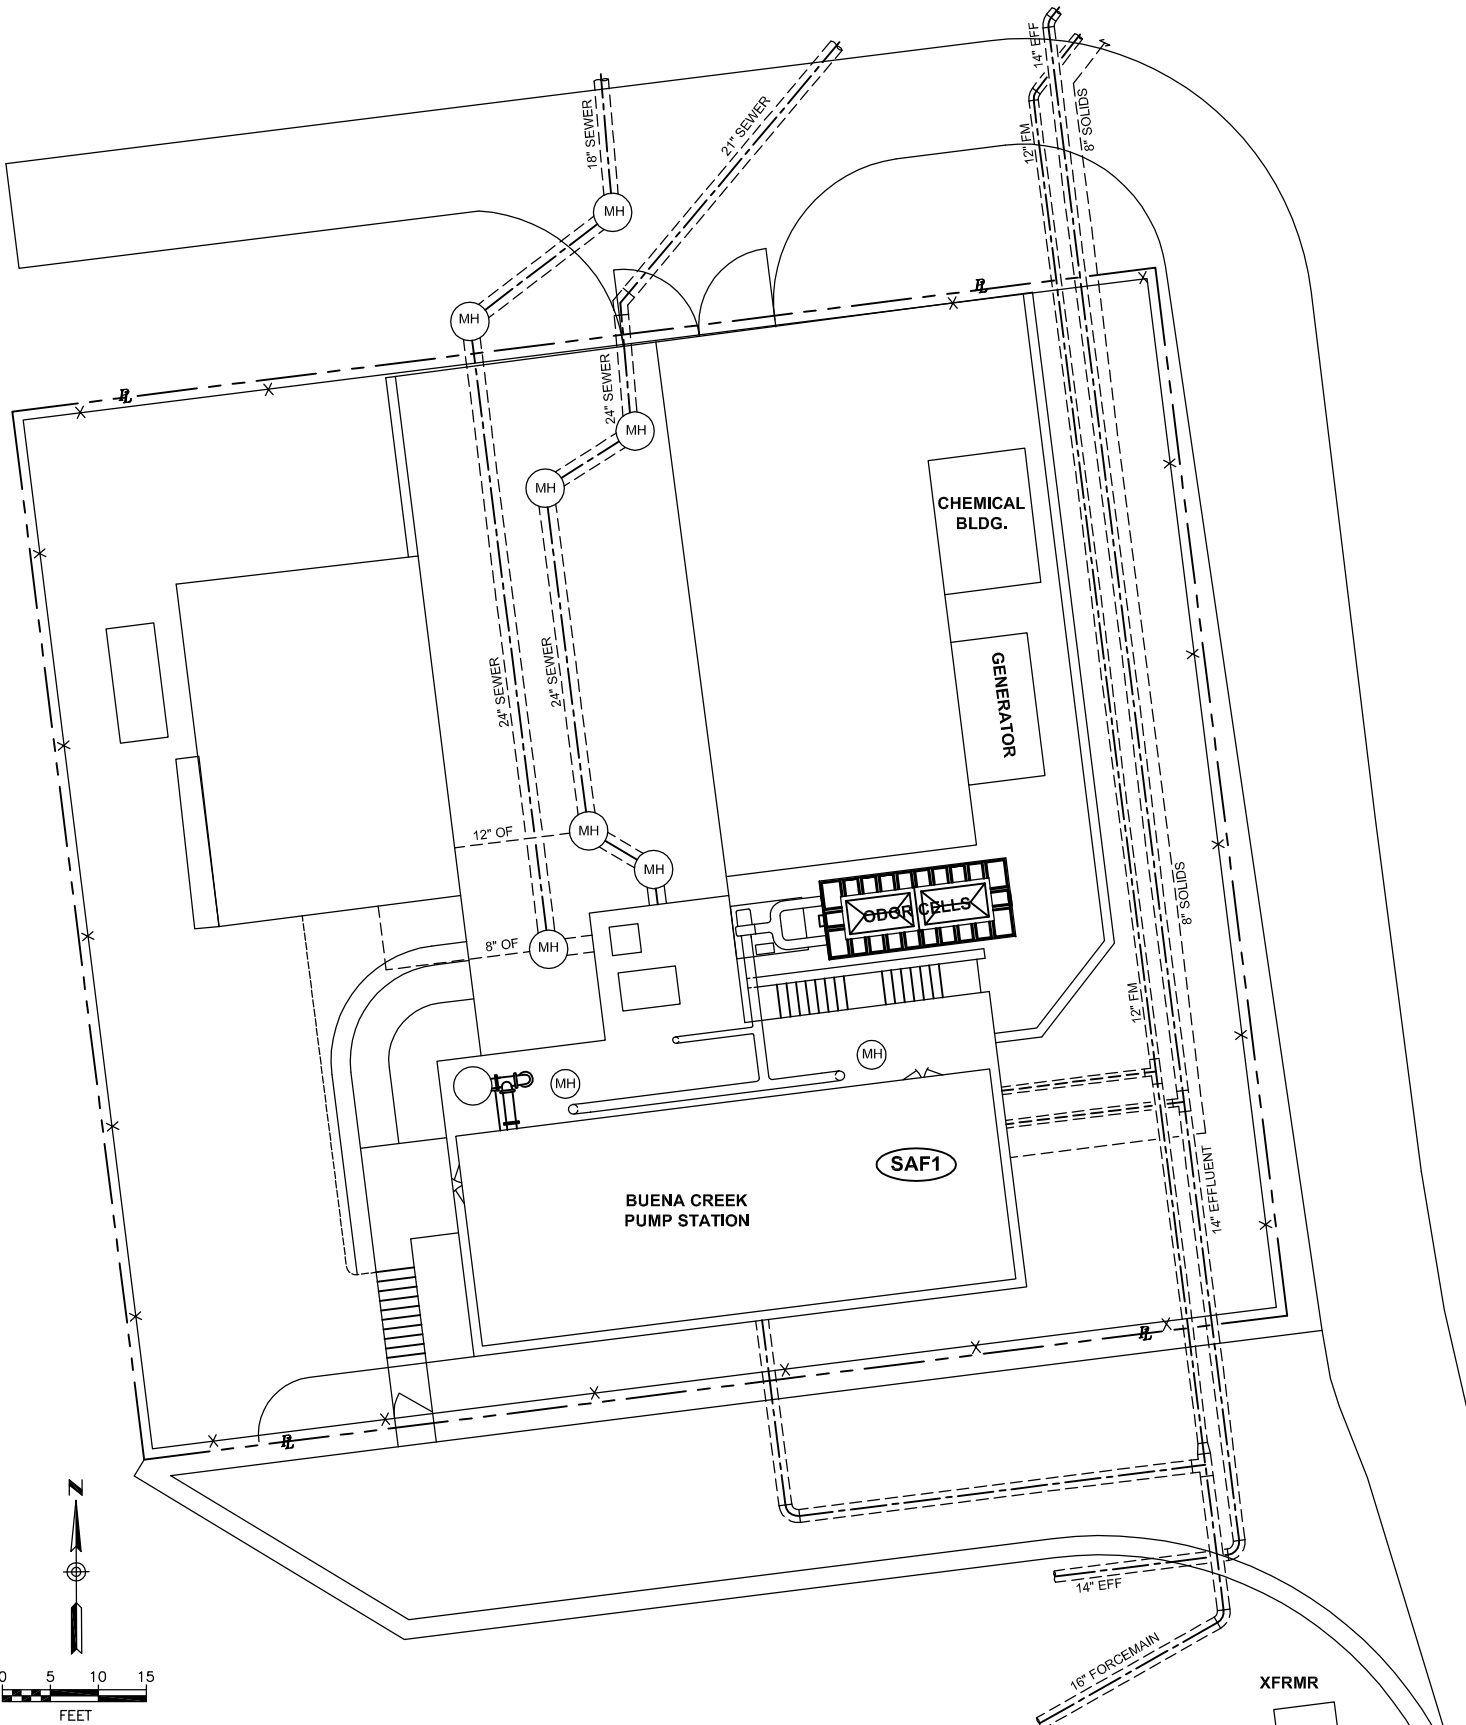 14" EFF
18" SEWER
21" SEWER
8" SOLIDS
12" FM
MH
PL
MH
PL
24" SEWER
MH
MH
CHEMICAL
BLDG.
24" SEWER
24" SEWER
GENERATOR
12" OF
MH
MH
8" SOLIDS
ODOR CELLS
8" OF
MH
12" FM
MH
MH
SAF1
BUENA CREEK
PUMP STATION
14" EFFLUENT
PL
PL
N
14" EFF
16" FORCEMAIN
0 5 10 15
FEET
XFRMR